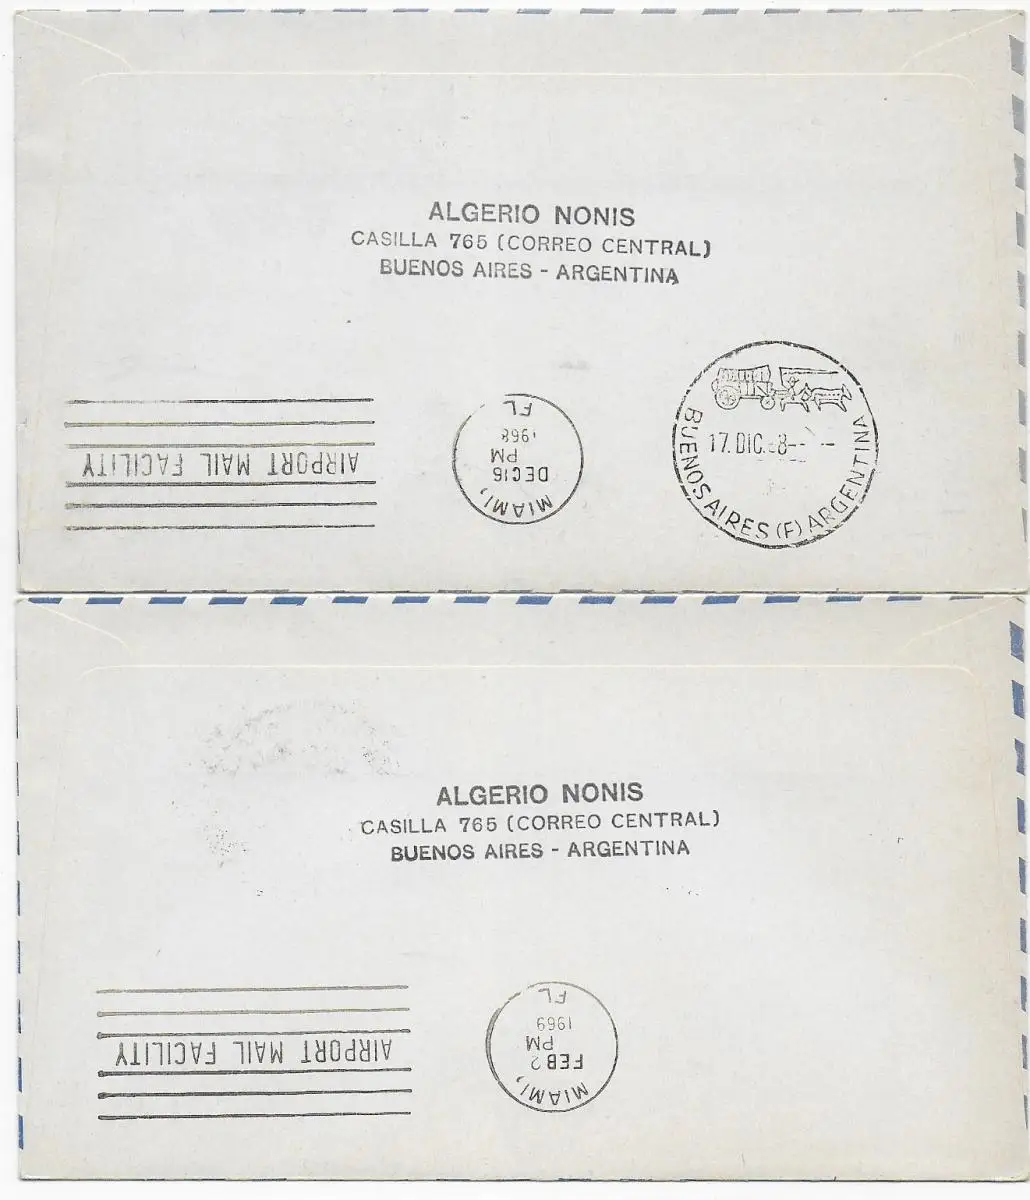 ALGERIO NONIS
CASILLA 765 (CORREO CENTRAL)
BUENOS AIRES - ARGENTINA
AIRPORT MAIL FACILITY
MIAMI,
DEC 16
PM
1968
FL
17. DIC. 8
BUENOS AIRES (F) ARGENTINA
ALGERIO NONIS
CASILLA 765 (CORREO CENTRAL)
BUENOS AIRES - ARGENTINA
AIRPORT MAIL FACILITY
MIAMI,
FEB 2
PM
1969
FL